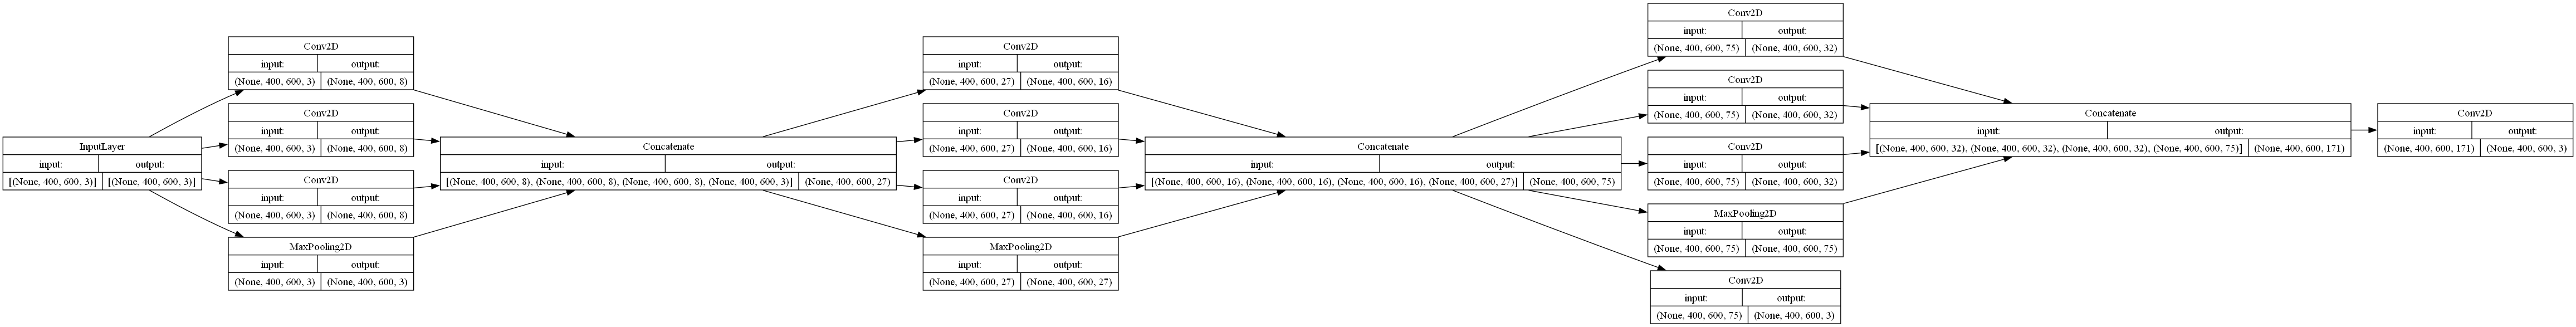 InputLayer
input: output:
[(None, 400, 600, 3)] [(None, 400, 600, 3)]
Conv2D
input: output:
(None, 400, 600, 3) (None, 400, 600, 8)
Conv2D
input: output:
(None, 400, 600, 3) (None, 400, 600, 8)
Conv2D
input: output:
(None, 400, 600, 3) (None, 400, 600, 8)
MaxPooling2D
input: output:
(None, 400, 600, 3) (None, 400, 600, 3)
Concatenate
input: output:
[(None, 400, 600, 8), (None, 400, 600, 8), (None, 400, 600, 8), (None, 400, 600, 3)] (None, 400, 600, 27)
Conv2D
input: output:
(None, 400, 600, 27) (None, 400, 600, 16)
Conv2D
input: output:
(None, 400, 600, 27) (None, 400, 600, 16)
Conv2D
input: output:
(None, 400, 600, 27) (None, 400, 600, 16)
MaxPooling2D
input: output:
(None, 400, 600, 27) (None, 400, 600, 27)
Concatenate
input: output:
[(None, 400, 600, 16), (None, 400, 600, 16), (None, 400, 600, 16), (None, 400, 600, 27)] (None, 400, 600, 75)
Conv2D
input: output:
(None, 400, 600, 75) (None, 400, 600, 32)
Conv2D
input: output:
(None, 400, 600, 75) (None, 400, 600, 32)
Conv2D
input: output:
(None, 400, 600, 75) (None, 400, 600, 32)
MaxPooling2D
input: output:
(None, 400, 600, 75) (None, 400, 600, 75)
Conv2D
input: output:
(None, 400, 600, 75) (None, 400, 600, 3)
Concatenate
input: output:
[(None, 400, 600, 32), (None, 400, 600, 32), (None, 400, 600, 32), (None, 400, 600, 75)] (None, 400, 600, 171)
Conv2D
input: output:
(None, 400, 600, 171) (None, 400, 600, 3)